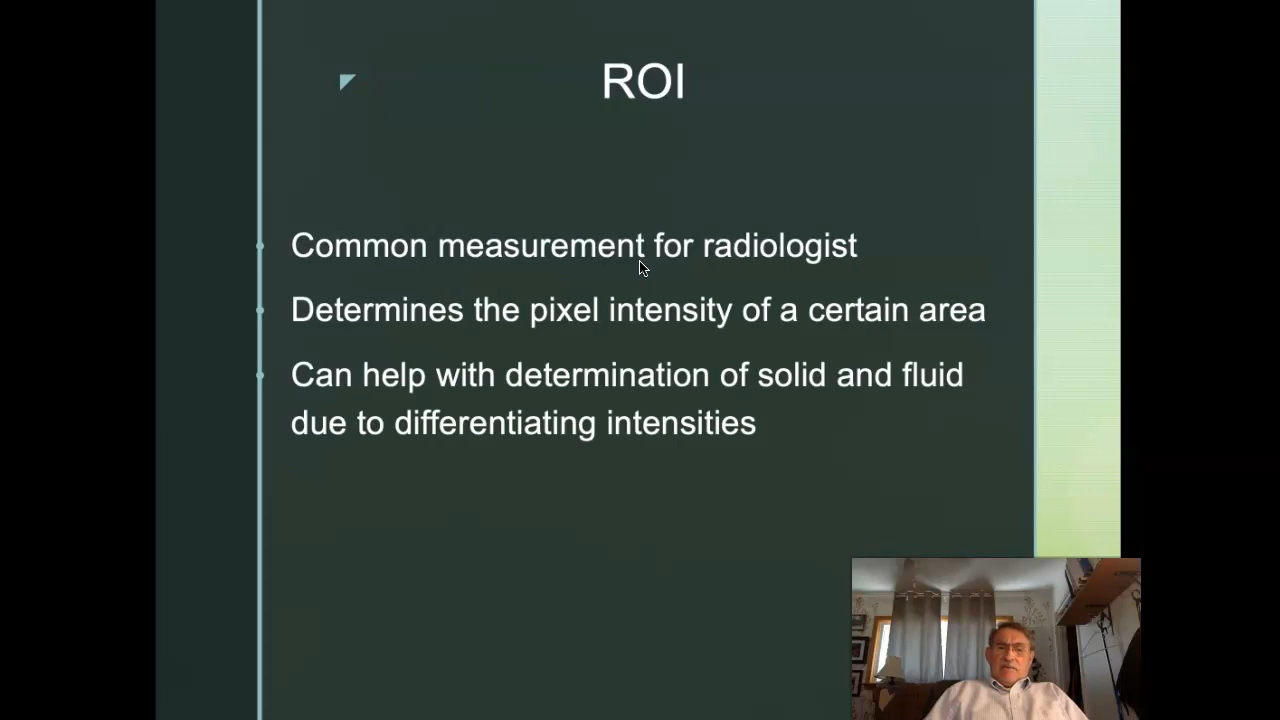 ROI
Common measurement for radiologist
Determines the pixel intensity of a certain area
Can help with determination of solid and fluid
due to differentiating intensities